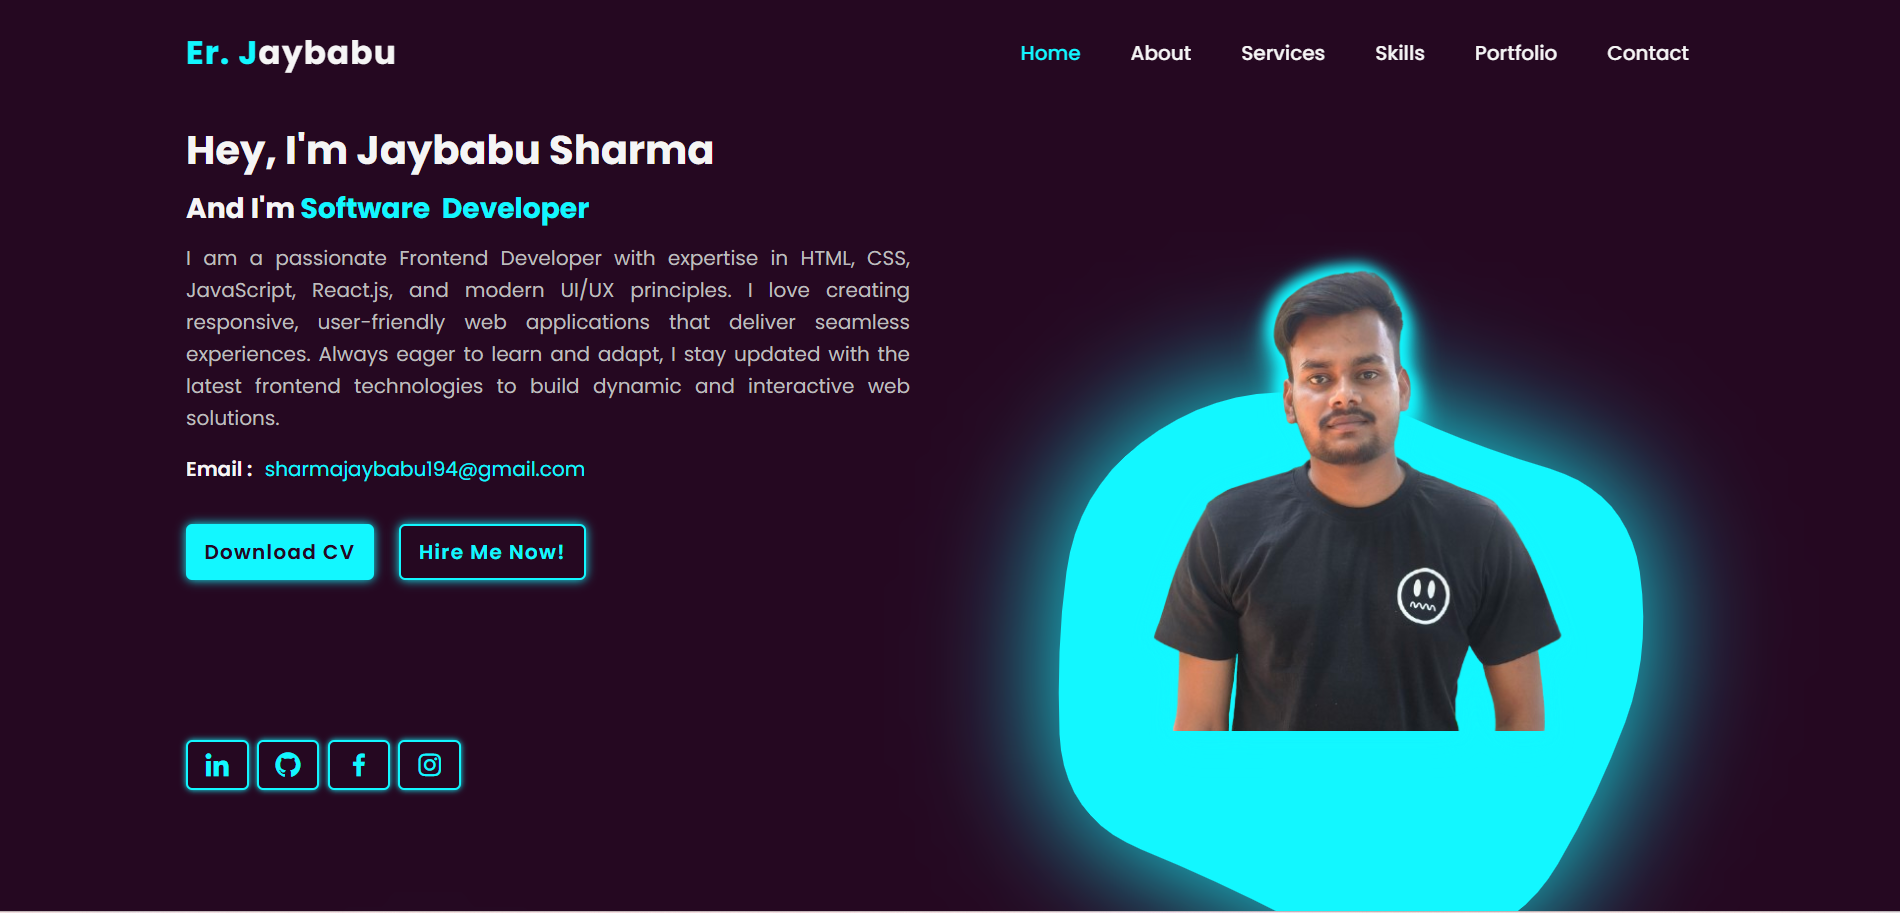 Er. Jaybabu
Home About Services Skills Portfolio Contact
Hey, I'm Jaybabu Sharma
And I'm Software Developer
I am a passionate Frontend Developer with expertise in HTML, CSS,
JavaScript, React.js, and modern UI/UX principles. I love creating
responsive, user-friendly web applications that deliver seamless
experiences. Always eager to learn and adapt, I stay updated with the
latest frontend technologies to build dynamic and interactive web
solutions.
Email : sharmajaybabu194@gmail.com
Download CV
Hire Me Now!